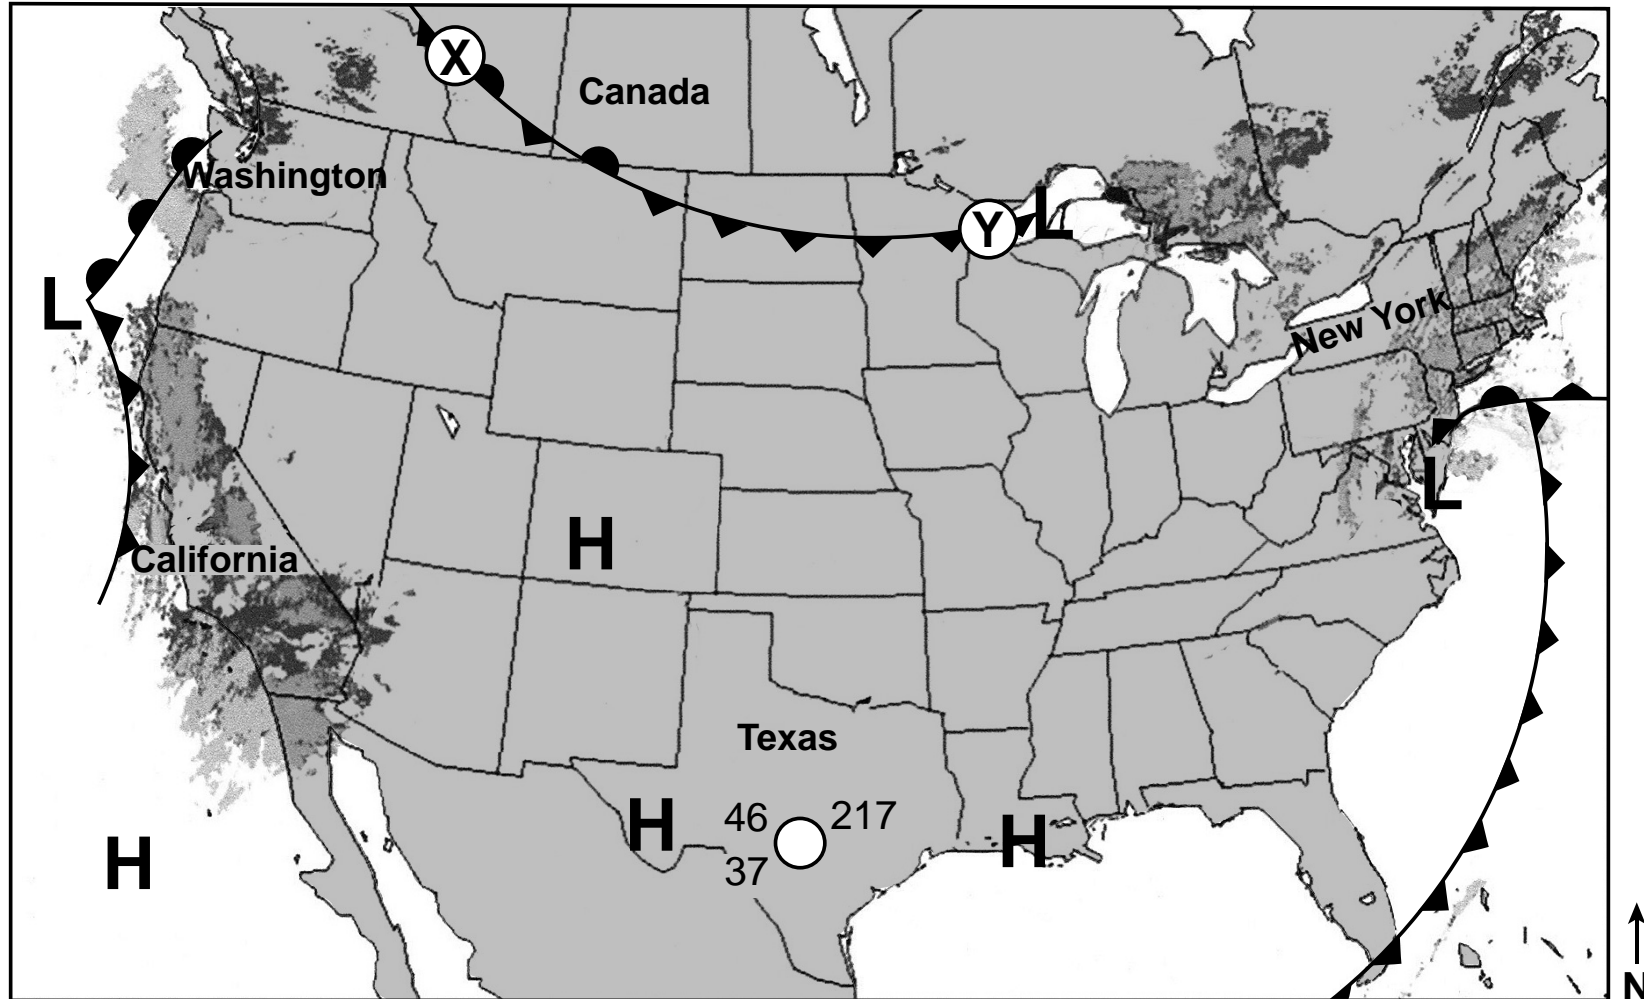 X
Canada
Washington
Y
L
L
New York
L
California
H
Texas
H
46
217
37
H
H
N